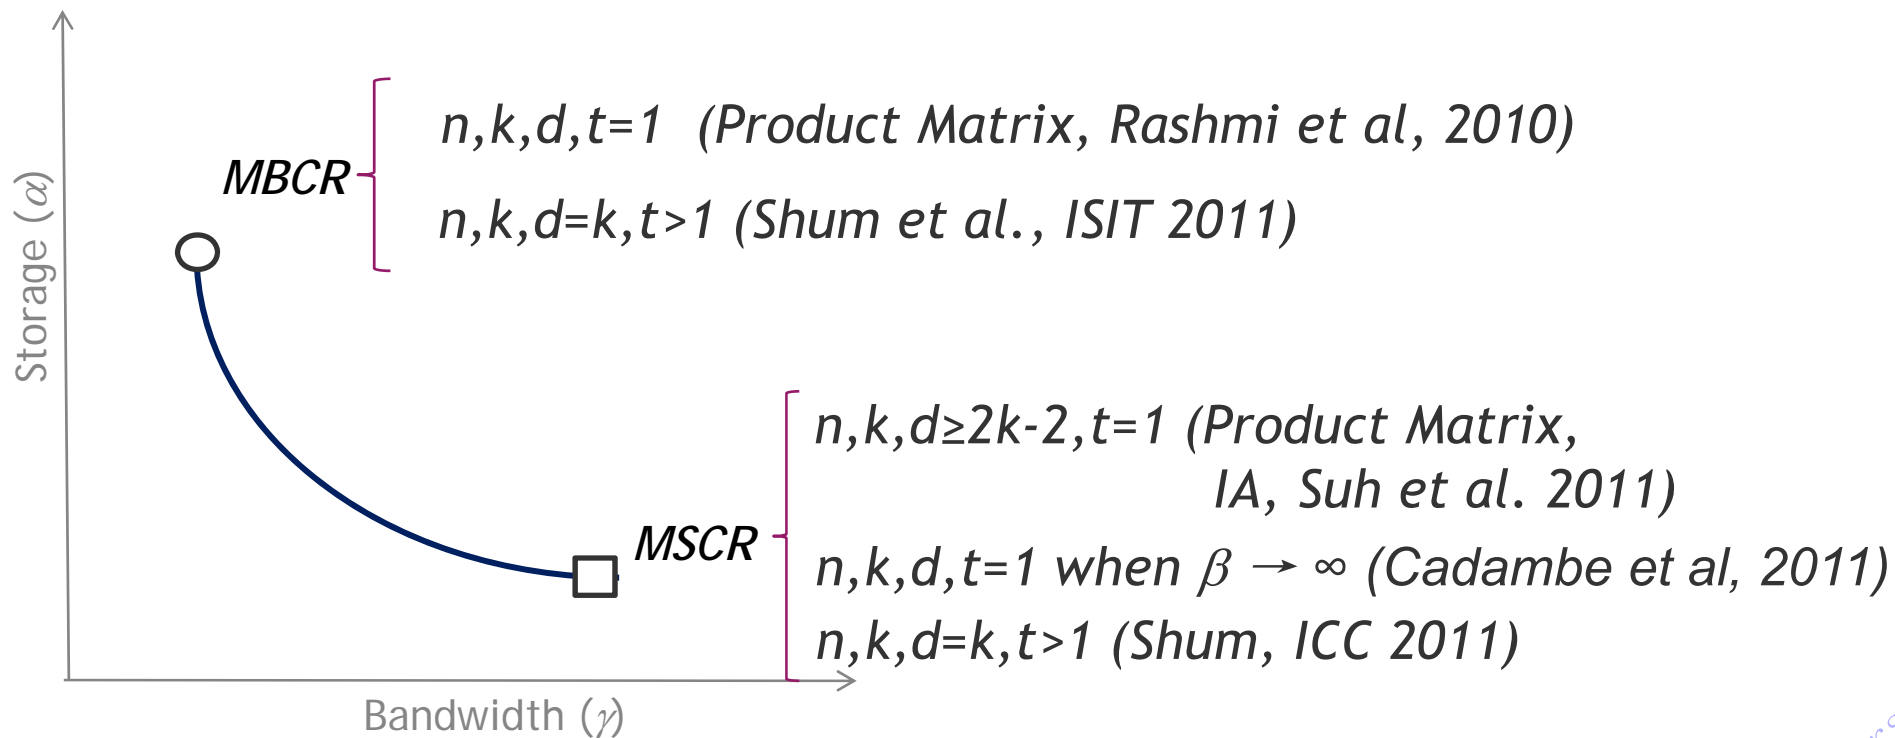 n,k,d,t=1 (Product Matrix, Rashmi et al, 2010)
MBCR
n,k,d=k,t>1 (Shum et al., ISIT 2011)
Storage (α)
n,k,d≥2k-2,t=1 (Product Matrix,
IA, Suh et al. 2011)
MSCR
n,k,d,t=1 when β → ∞ (Cadambe et al, 2011)
n,k,d=k,t>1 (Shum, ICC 2011)
Bandwidth (γ)